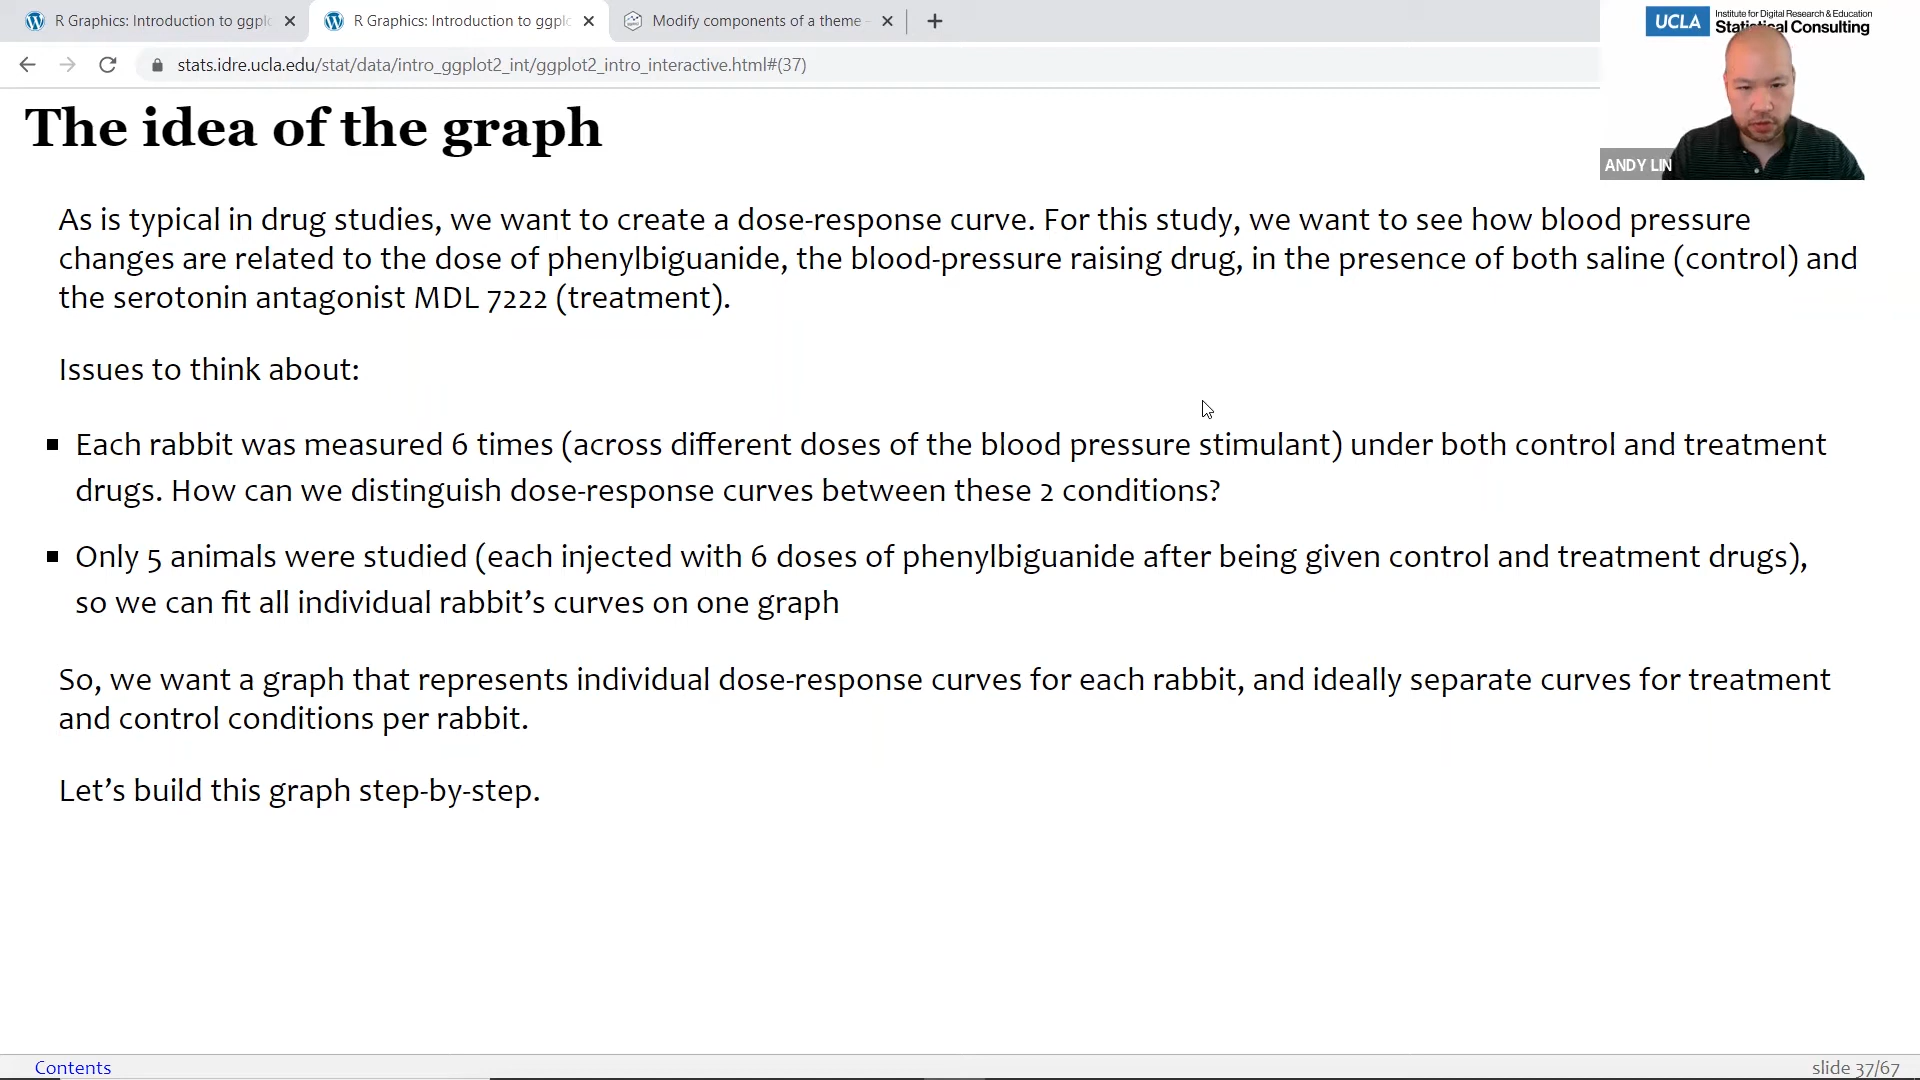 R Graphics: Introduction to ggplo
R Graphics: Introduction to ggplo
Modify components of a theme
stats.idre.ucla.edu/stat/data/intro_ggplot2_int/ggplot2_intro_interactive.html#(37)
UCLA
Institute for Digital Research & Education
Statistical Consulting
ANDY LIN
The idea of the graph
As is typical in drug studies, we want to create a dose-response curve. For this study, we want to see how blood pressure
changes are related to the dose of phenylbiguanide, the blood-pressure raising drug, in the presence of both saline (control) and
the serotonin antagonist MDL 7222 (treatment).
Issues to think about:
Each rabbit was measured 6 times (across different doses of the blood pressure stimulant) under both control and treatment
drugs. How can we distinguish dose-response curves between these 2 conditions?
Only 5 animals were studied (each injected with 6 doses of phenylbiguanide after being given control and treatment drugs),
so we can fit all individual rabbit’s curves on one graph
So, we want a graph that represents individual dose-response curves for each rabbit, and ideally separate curves for treatment
and control conditions per rabbit.
Let’s build this graph step-by-step.
Contents
slide 37/67